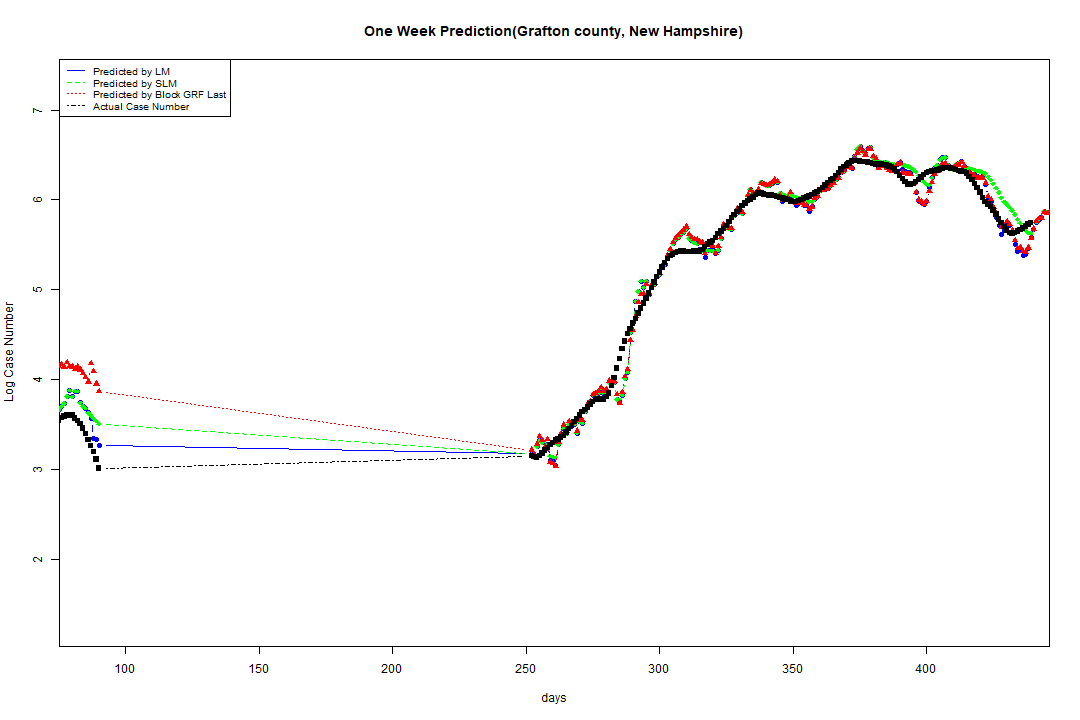 One Week Prediction(Grafton county, New Hampshire)
Predicted by LM
Predicted by SLM
Predicted by Block GRF Last
Actual Case Number
7
6
5
4
3
2
Log Case Number
100 150 200 250 300 350 400
days